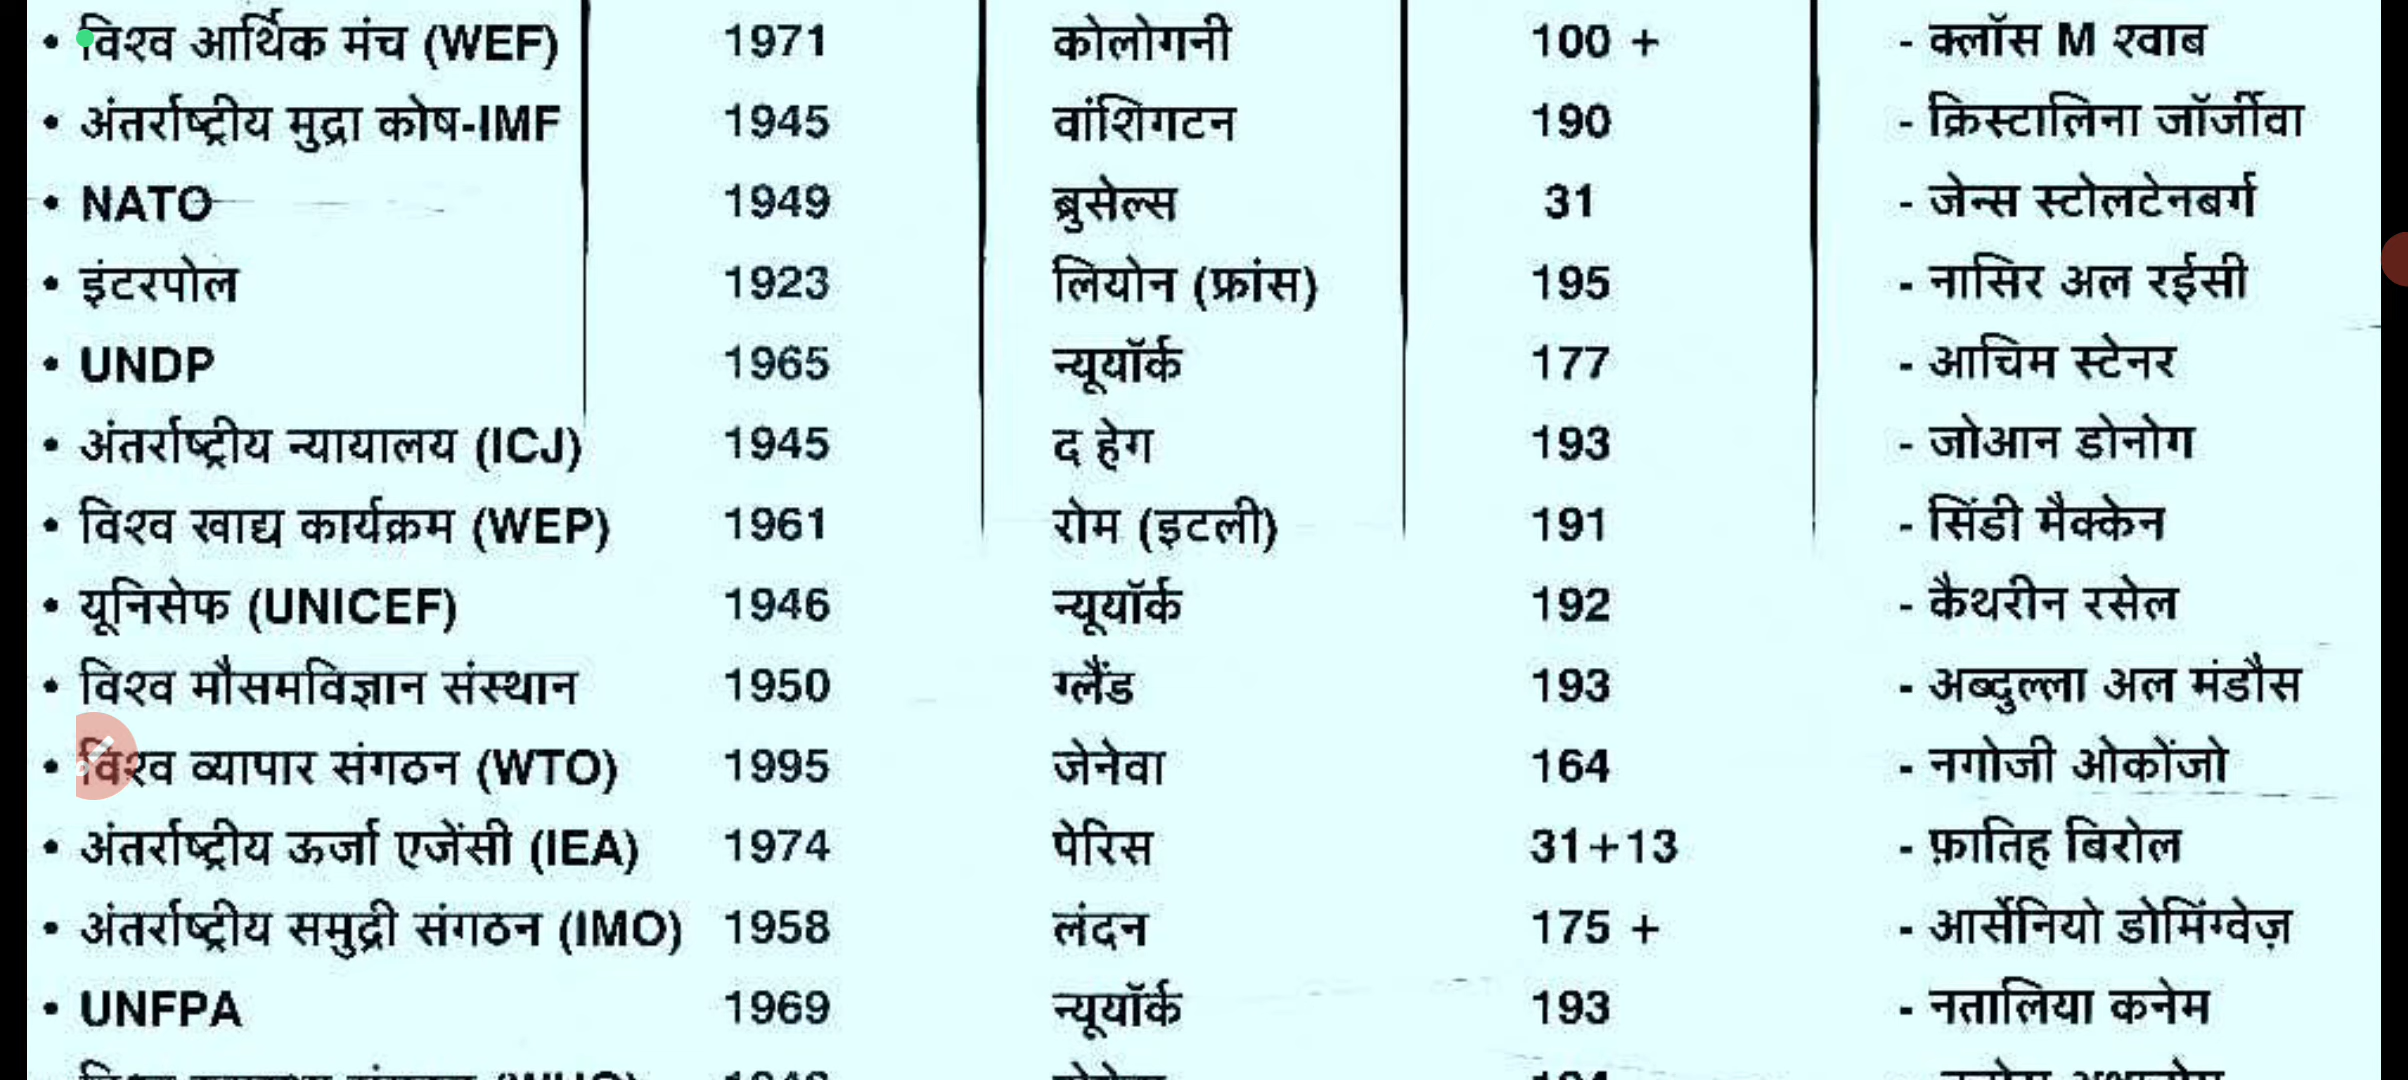 • विश्व आर्थिक मंच (WEF) 1971 कोलोगनी 100 + - क्लॉस M श्वाब
• अंतर्राष्ट्रीय मुद्रा कोष-IMF 1945 वांशिगटन 190 - क्रिस्टालिना जॉर्जीवा
• NATO 1949 ब्रुसेल्स 31 - जेन्स स्टोलटेनबर्ग
• इंटरपोल 1923 लियोन (फ्रांस) 195 - नासिर अल रईसी
• UNDP 1965 न्यूयॉर्क 177 - आचिम स्टेनर
• अंतर्राष्ट्रीय न्यायालय (ICJ) 1945 द हेग 193 - जोआन डोनोग
• विश्व खाद्य कार्यक्रम (WEP) 1961 रोम (इटली) 191 - सिंडी मैक्केन
• यूनिसेफ (UNICEF) 1946 न्यूयॉर्क 192 - कैथरीन रसेल
• विश्व मौसमविज्ञान संस्थान 1950 ग्लैंड 193 - अब्दुल्ला अल मंडौस
• विश्व व्यापार संगठन (WTO) 1995 जेनेवा 164 - नगोजी ओकोंजो
• अंतर्राष्ट्रीय ऊर्जा एजेंसी (IEA) 1974 पेरिस 31+13 - फ़ातिह बिरोल
• अंतर्राष्ट्रीय समुद्री संगठन (IMO) 1958 लंदन 175 + - आर्सेनियो डोमिंग्वेज़
• UNFPA 1969 न्यूयॉर्क 193 - नतालिया कनेम